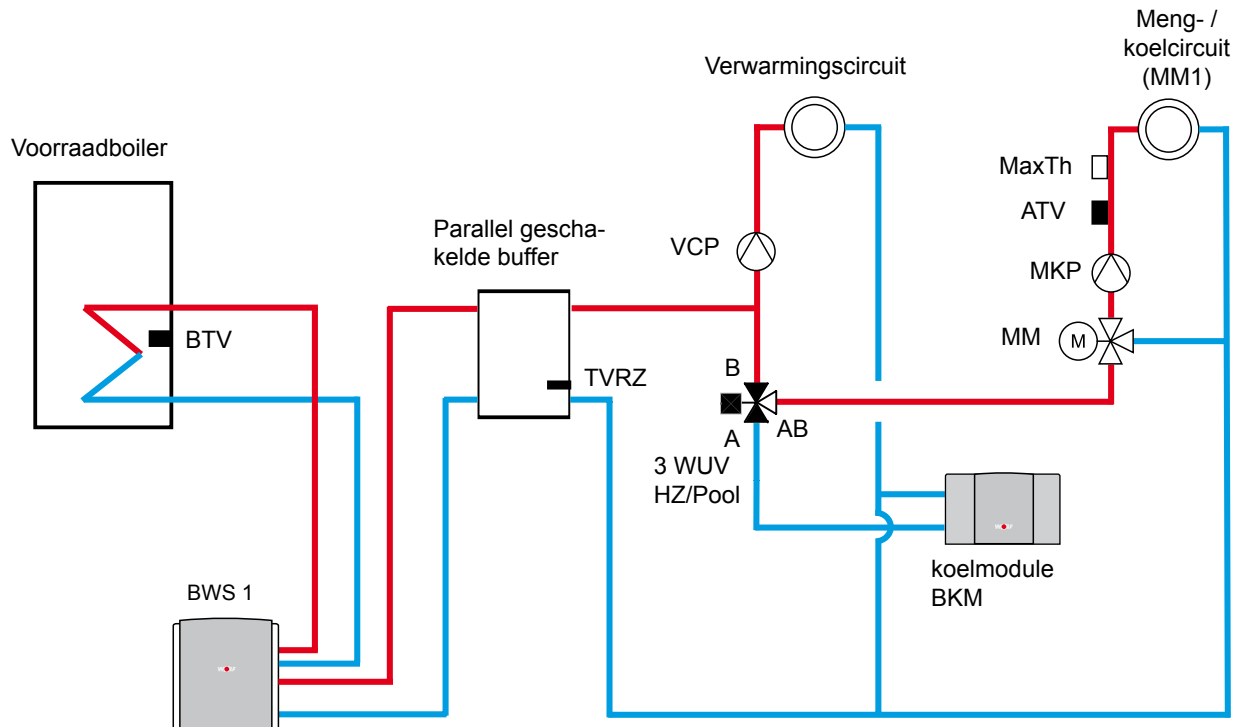 Meng- /
koelcircuit
(MM1)
Verwarmingscircuit
Voorraadboiler
MaxTh
ATV
Parallel gescha-
kelde buffer
VCP
MKP
BTV
MM
M
TVRZ
B
A
AB
3 WUV
HZ/Pool
koelmodule
BKM
BWS 1